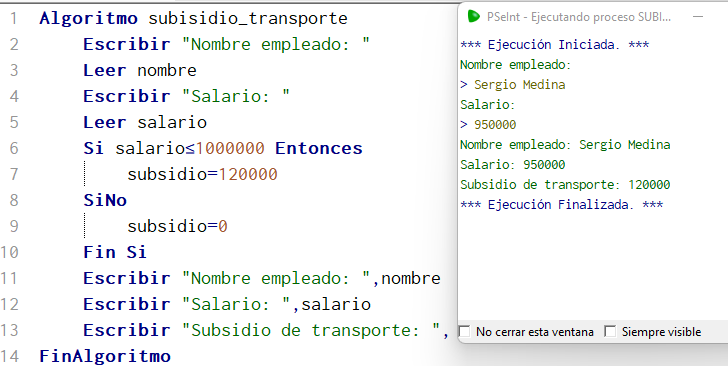 1 Algoritmo subisidio_transporte
2 Escribir "Nombre empleado: "
3 Leer nombre
4 Escribir "Salario: "
5 Leer salario
6 Si salario≤1000000 Entonces
7 subsidio=120000
8 SiNo
9 subsidio=0
10 Fin Si
11 Escribir "Nombre empleado: ",nombre
12 Escribir "Salario: ",salario
13 Escribir "Subsidio de transporte: ",
14 FinAlgoritmo
PSeInt - Ejecutando proceso SUBI...
*** Ejecución Iniciada. ***
Nombre empleado:
> Sergio Medina
Salario:
> 950000
Nombre empleado: Sergio Medina
Salario: 950000
Subsidio de transporte: 120000
*** Ejecución Finalizada. ***
No cerrar esta ventana Siempre visible